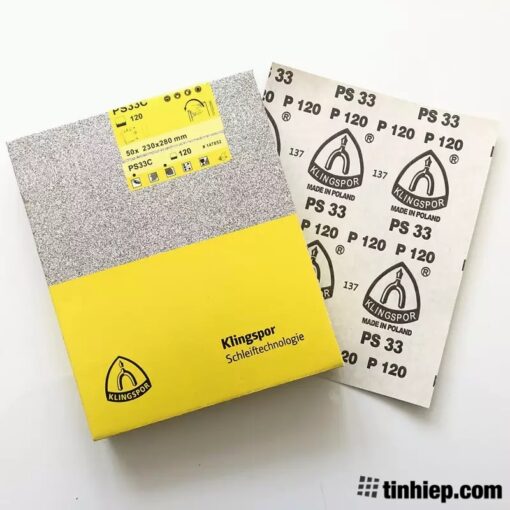 PS33C
120
50x 230x280 mm
PS33C 120
Klingspor
Schleiftechnologie
KLINGSPOR
PS 33
P 120 P 120
KLINGSPOR ®
137
MADE IN POLAND
PS 33 PS 33
P 120 P 120
137
KLINGSPOR ®
MADE IN POLAND
PS 33
P 120
tinhiep.com